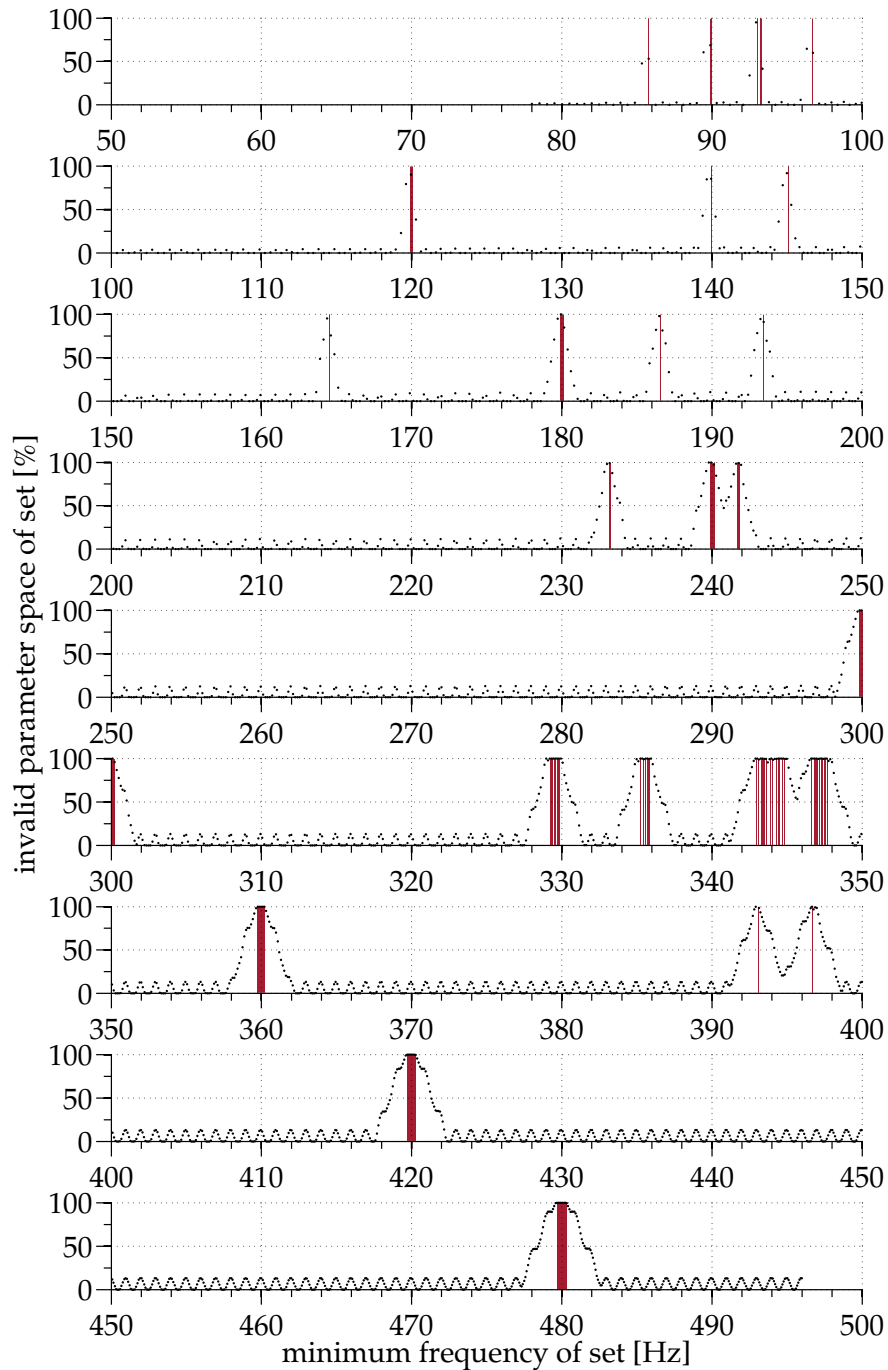 100
50
0
50 60 70 80 90 100
100
50
0
100 110 120 130 140 150
100
50
0
150 160 170 180 190 200
100
50
0
200 210 220 230 240 250
100
50
0
250 260 270 280 290 300
100
50
0
300 310 320 330 340 350
100
50
0
350 360 370 380 390 400
100
50
0
400 410 420 430 440 450
100
50
0
450 460 470 480 490 500
invalid parameter space of set [%]
minimum frequency of set [Hz]